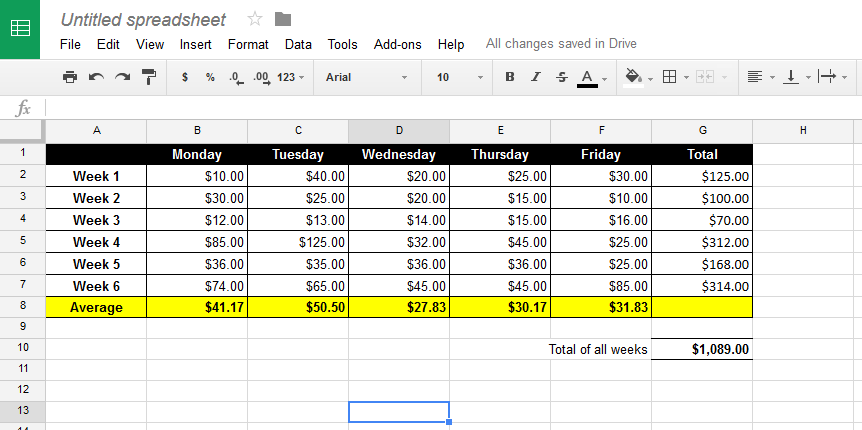 Untitled spreadsheet
File Edit View Insert Format Data Tools Add-ons Help All changes saved in Drive
$ % .0 .00 123 Arial 10 B I S A
fx
A B C D E F G H
1 Monday Tuesday Wednesday Thursday Friday Total
2 Week 1 $10.00 $40.00 $20.00 $25.00 $30.00 $125.00
3 Week 2 $30.00 $25.00 $20.00 $15.00 $10.00 $100.00
4 Week 3 $12.00 $13.00 $14.00 $15.00 $16.00 $70.00
5 Week 4 $85.00 $125.00 $32.00 $45.00 $25.00 $312.00
6 Week 5 $36.00 $35.00 $36.00 $36.00 $25.00 $168.00
7 Week 6 $74.00 $65.00 $45.00 $45.00 $85.00 $314.00
8 Average $41.17 $50.50 $27.83 $30.17 $31.83
9
10 Total of all weeks $1,089.00
11
12
13